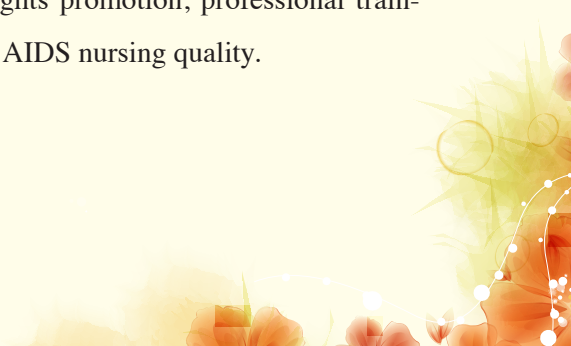 ghts promotion, professional train-
AIDS nursing quality.